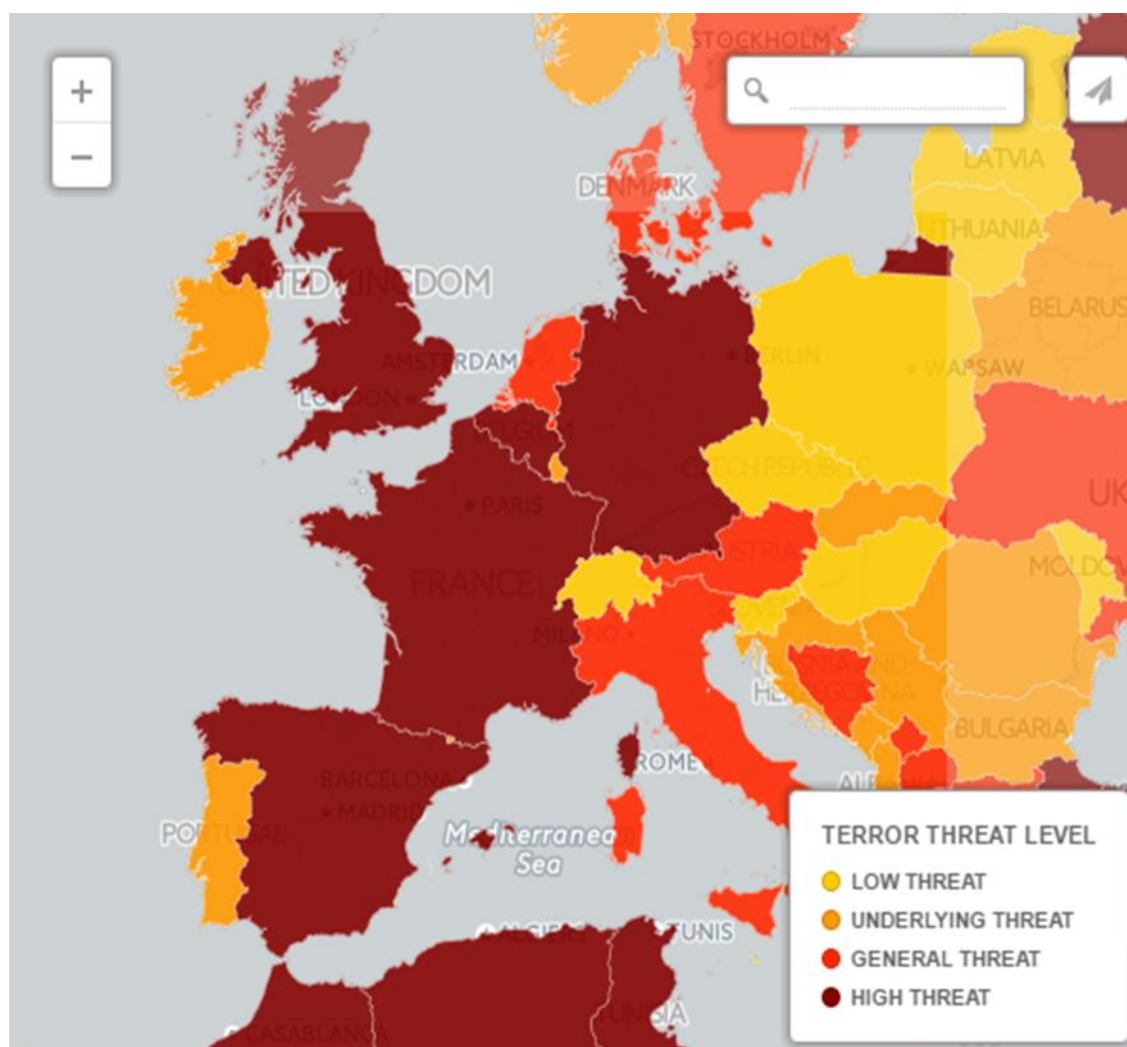 STOCKHOLM
+
−
LATVIA
DENMARK
LITHUANIA
UNITED KINGDOM
BELARUS
AMSTERDAM
BERLIN
WARSAW
LONDON
BELGIUM
CZECH REPUBLIC
PARIS
UK
AUSTRIA
MOLDOV
FRANCE
SLOVENIA
MILANO
BOSNIA AND
HERZEGOVINA
BULGARIA
ROME
BARCELONA
ALBANIA
MADRID
PORTUGAL
Mediterranean
Sea
TERROR THREAT LEVEL
LOW THREAT
UNDERLYING THREAT
GENERAL THREAT
HIGH THREAT
ALGIERS
TUNIS
TUNISIA
CASABLANCA